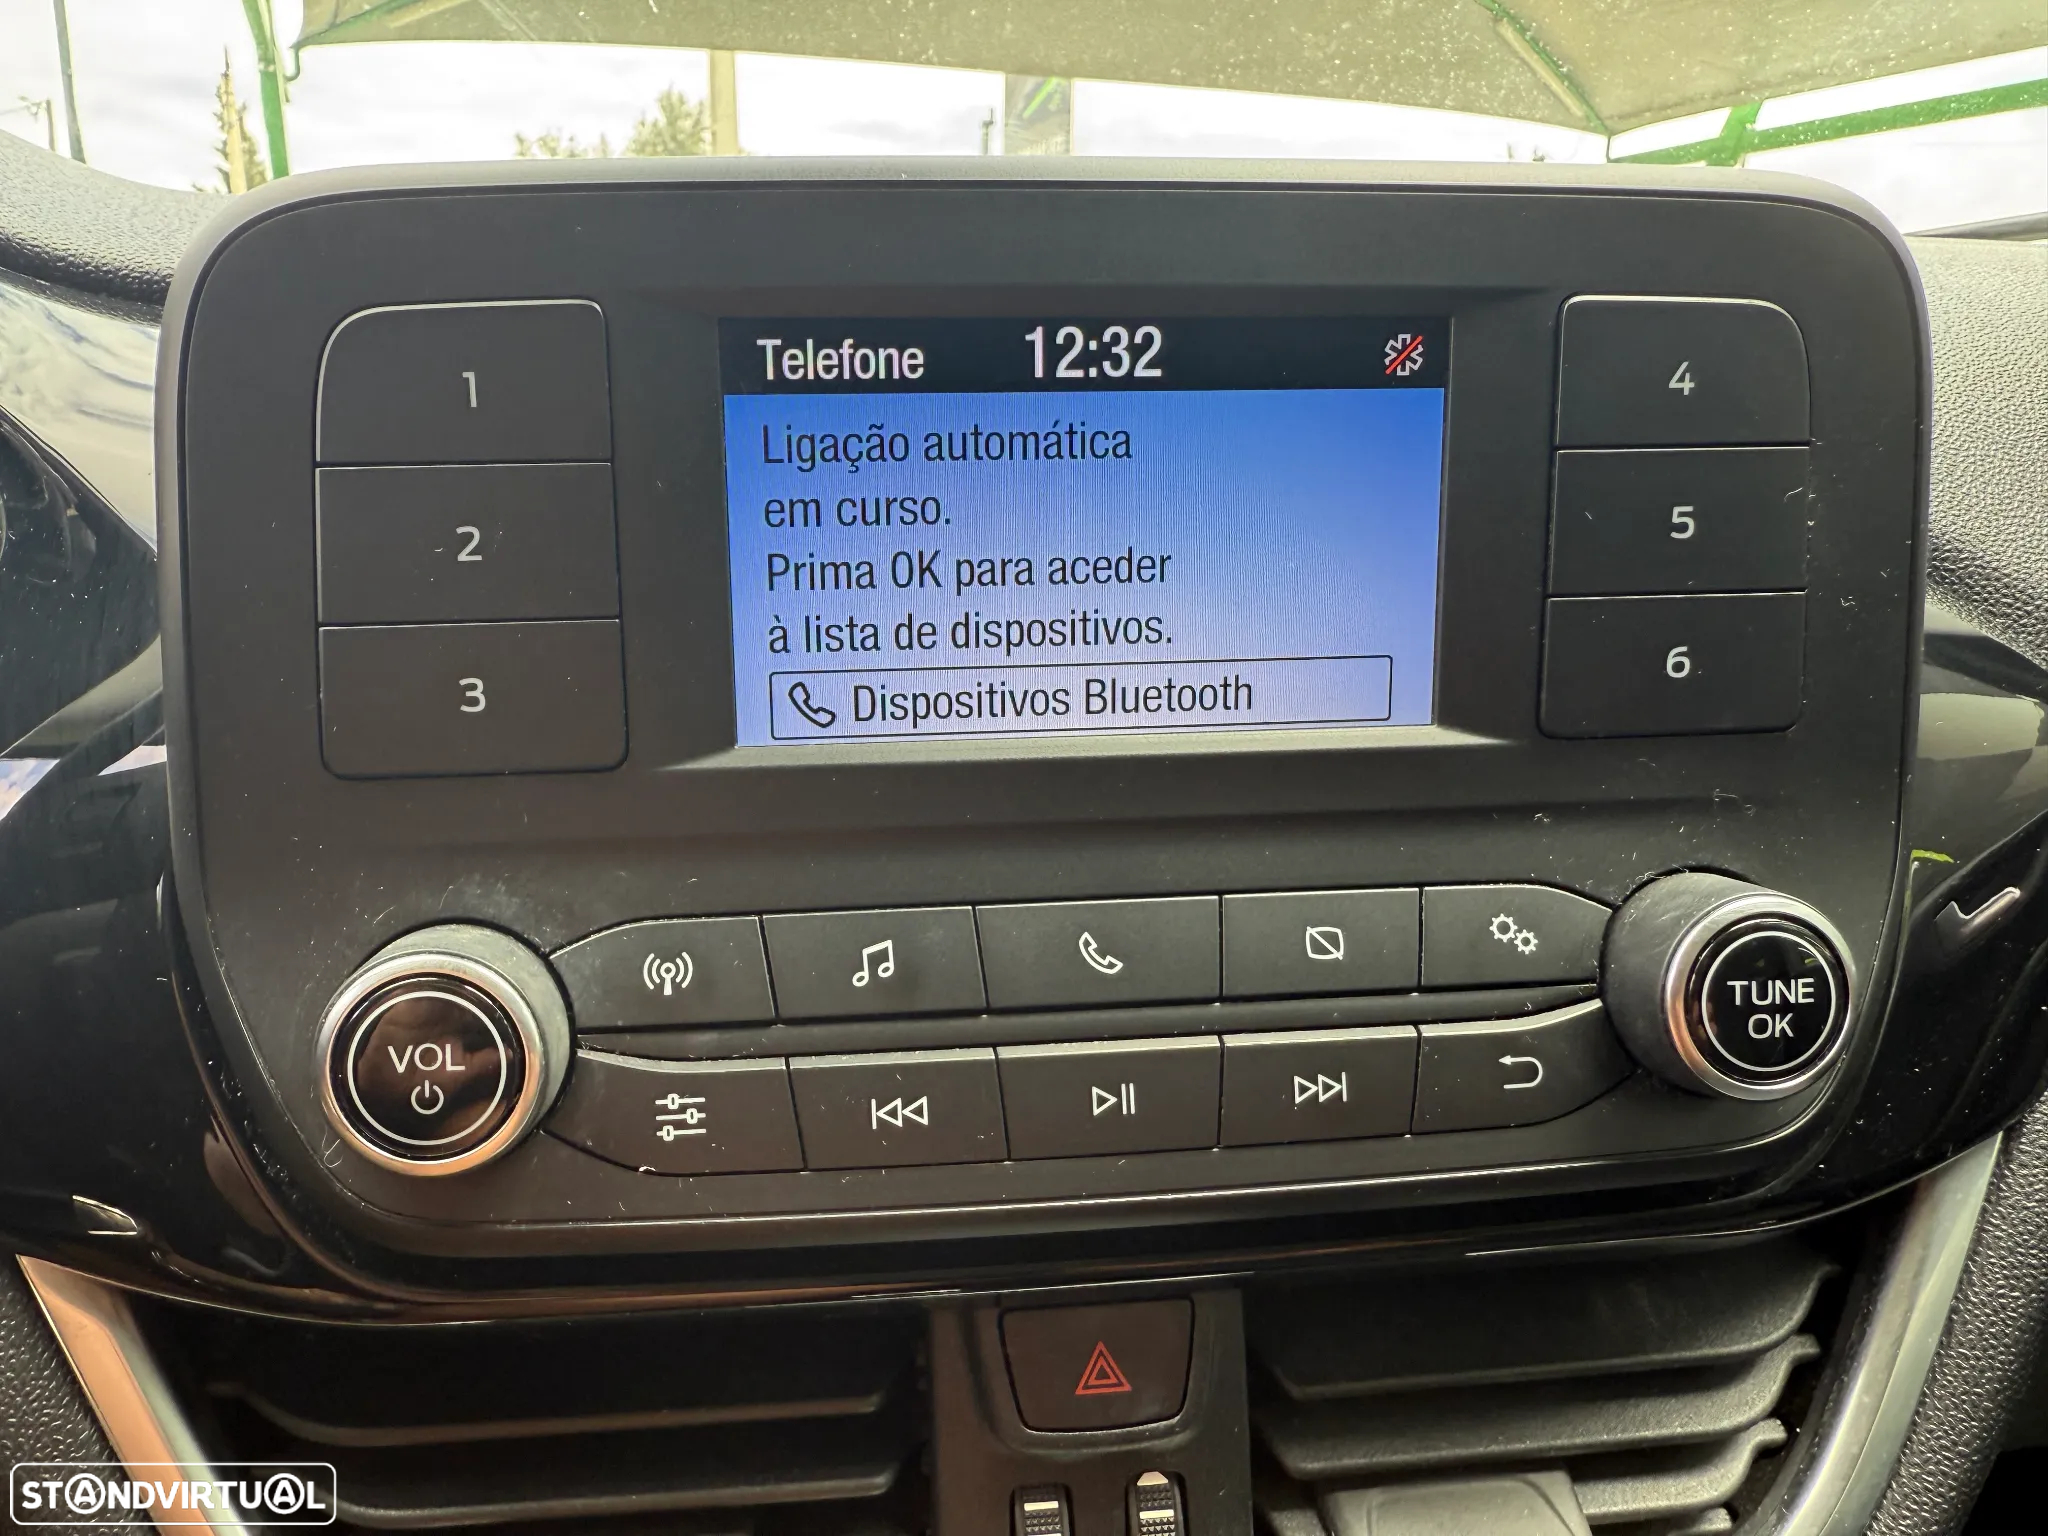 Telefone 12:32
Ligação automática
em curso.
Prima OK para aceder
à lista de dispositivos.
Dispositivos Bluetooth
1
2
3
4
5
6
VOL
TUNE
OK
STANDVIRTUAL